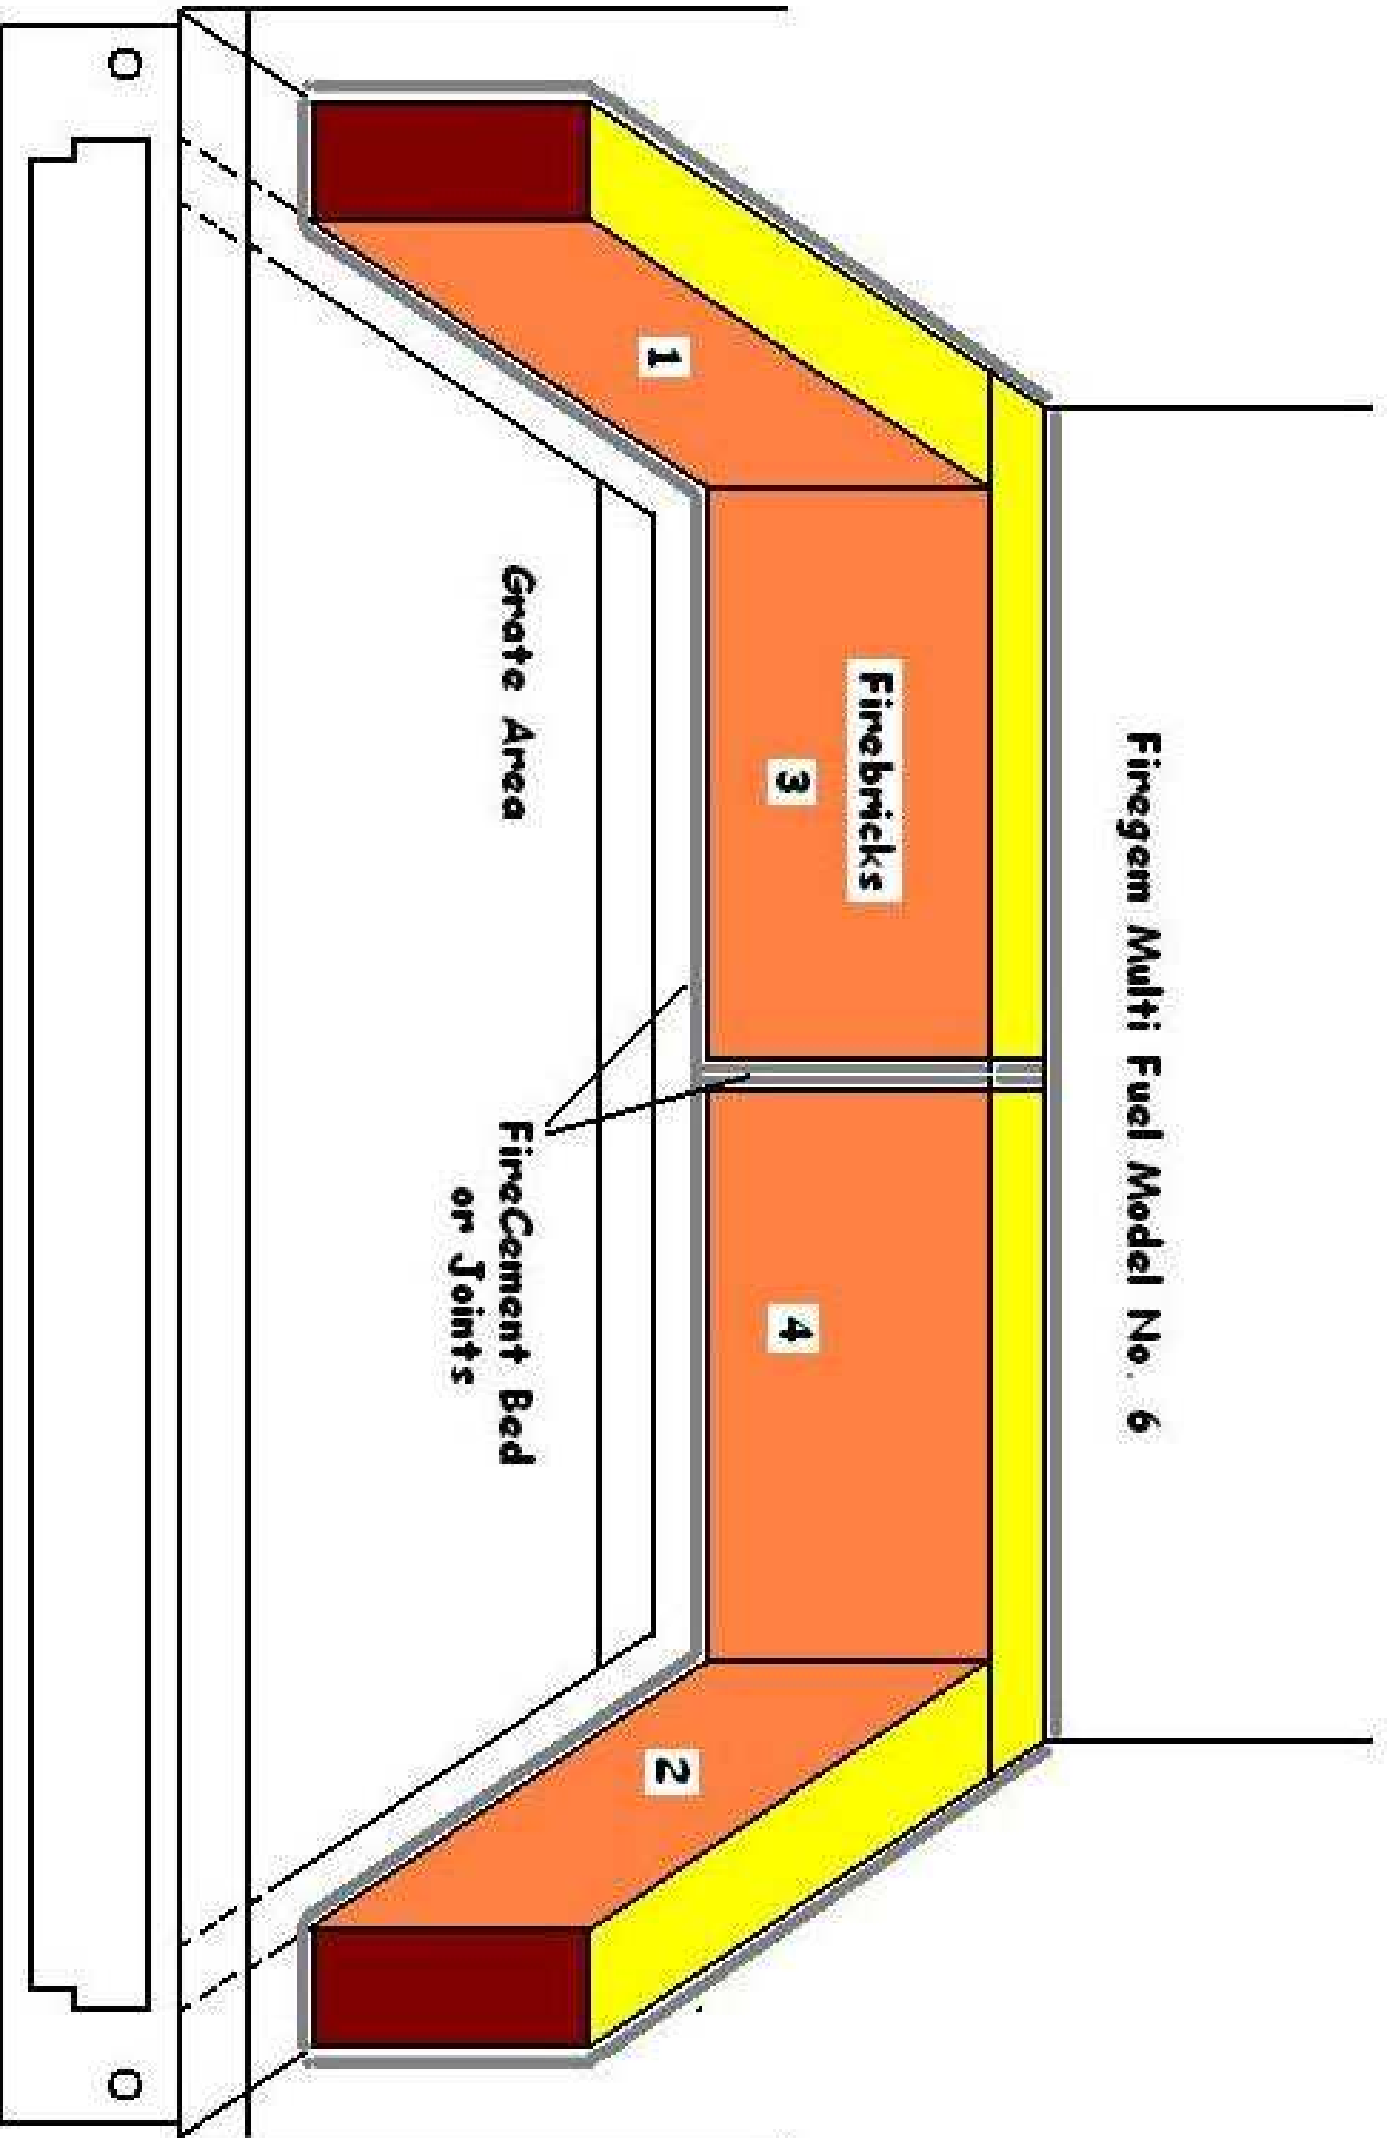 Firegem Multi Fuel Model No. 6
Firebricks
1
3
4
2
Grate Area
FireCement Bed
or Joints